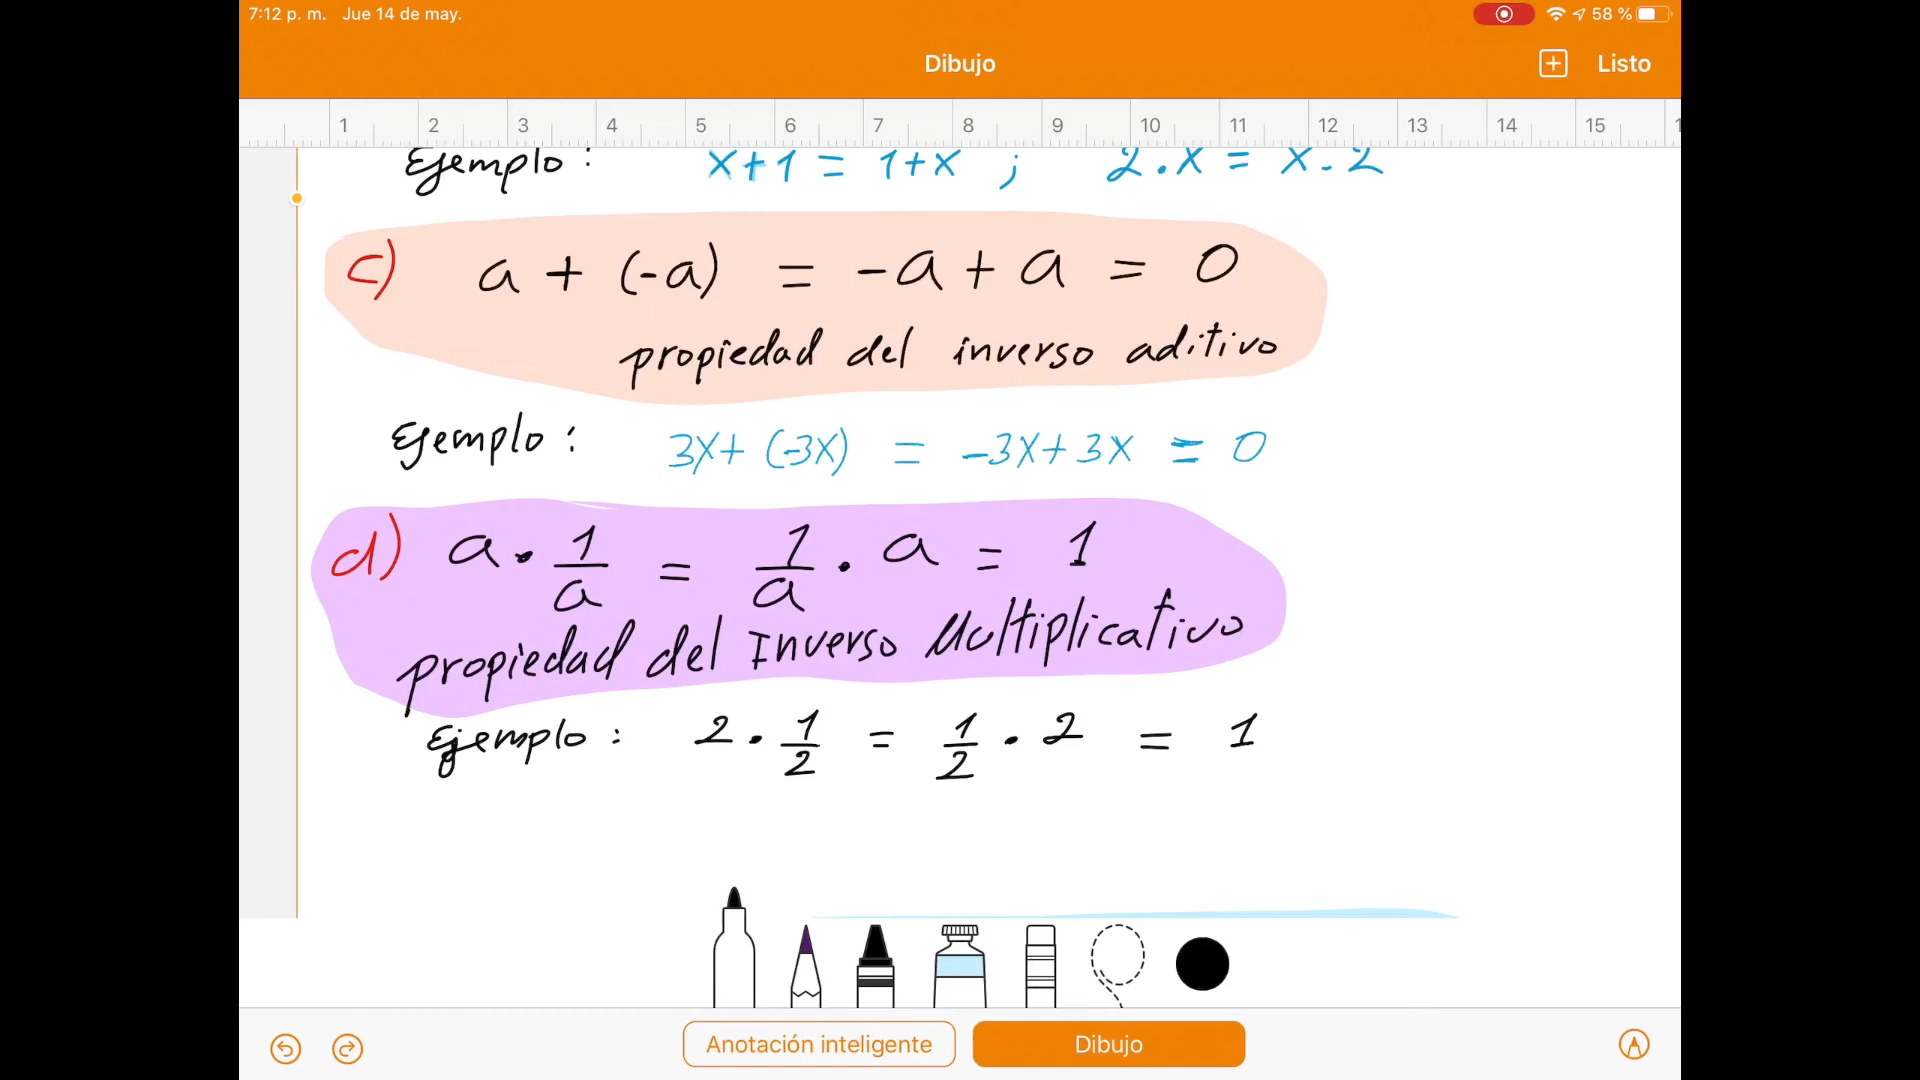 7:12 p. m. Jue 14 de may. 58 %
Dibujo Listo
1 2 3 4 5 6 7 8 9 10 11 12 13 14 15 1
Ejemplo: x+1 = 1+x ; 2·x = x·2
c) a + (-a) = -a + a = 0
propiedad del inverso aditivo
Ejemplo: 3x+ (-3x) = -3x+3x = 0
d) a · 1/a = 1/a · a = 1
propiedad del Inverso Multiplicativo
Ejemplo: 2 · 1/2 = 1/2 · 2 = 1
Anotación inteligente Dibujo